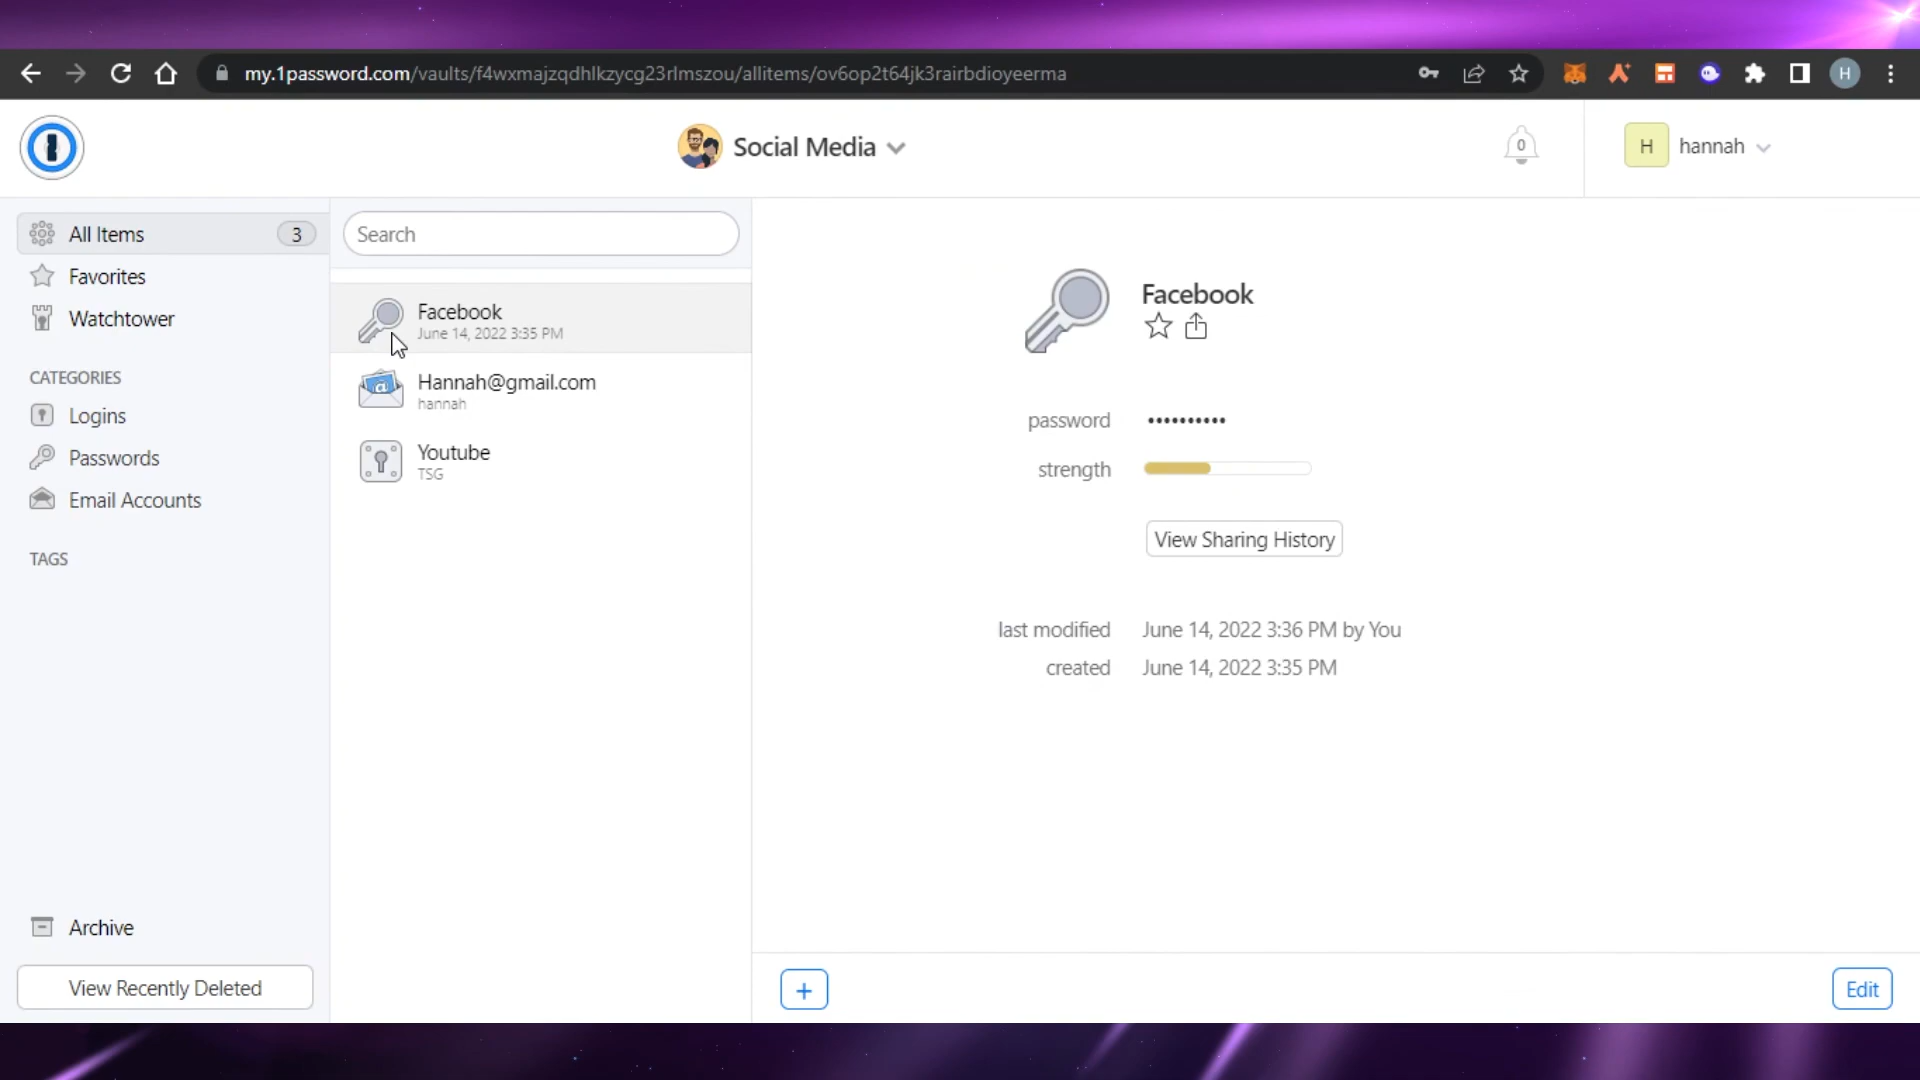 my.1password.com/vaults/f4wxmajzqdhlkzycg23rlmszou/allitems/ov6op2t64jk3rairbdioyeerma
H
Social Media
0
H
hannah
All Items
3
Favorites
Watchtower
CATEGORIES
Logins
Passwords
Email Accounts
TAGS
Archive
View Recently Deleted
Search
Facebook
June 14, 2022 3:35 PM
Hannah@gmail.com
hannah
Youtube
TSG
Facebook
password ••••••••••
strength
View Sharing History
last modified June 14, 2022 3:36 PM by You
created June 14, 2022 3:35 PM
+
Edit